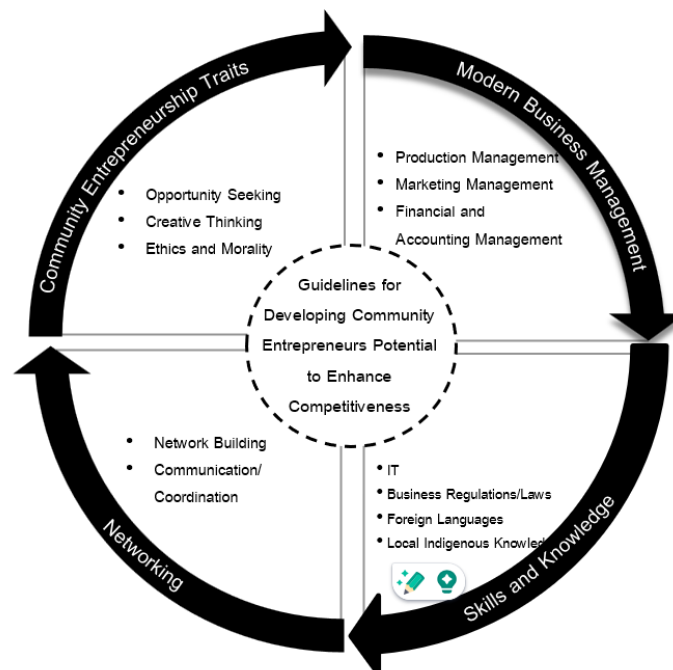 Community Entrepreneurship Traits
Modern Business Management
• Opportunity Seeking
• Creative Thinking
• Ethics and Morality
• Production Management
• Marketing Management
• Financial and
Accounting Management
Guidelines for
Developing Community
Entrepreneurs Potential
to Enhance
Competitiveness
• Network Building
• Communication/
Coordination
• IT
• Business Regulations/Laws
• Foreign Languages
• Local Indigenous
Networking
Skills and Knowledge